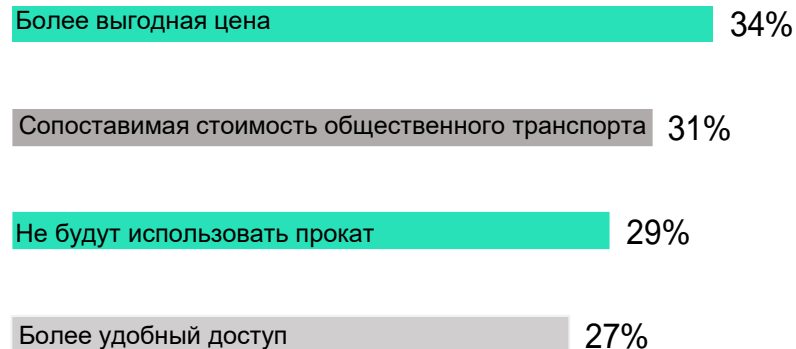 Более выгодная цена 34%
Сопоставимая стоимость общественного транспорта 31%
Не будут использовать прокат 29%
Более удобный доступ 27%